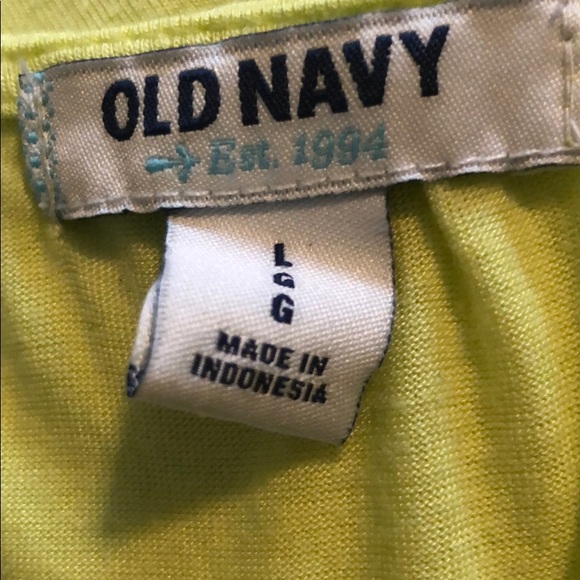 OLD NAVY
Est. 1994
L
G
G
MADE IN
INDONESIA